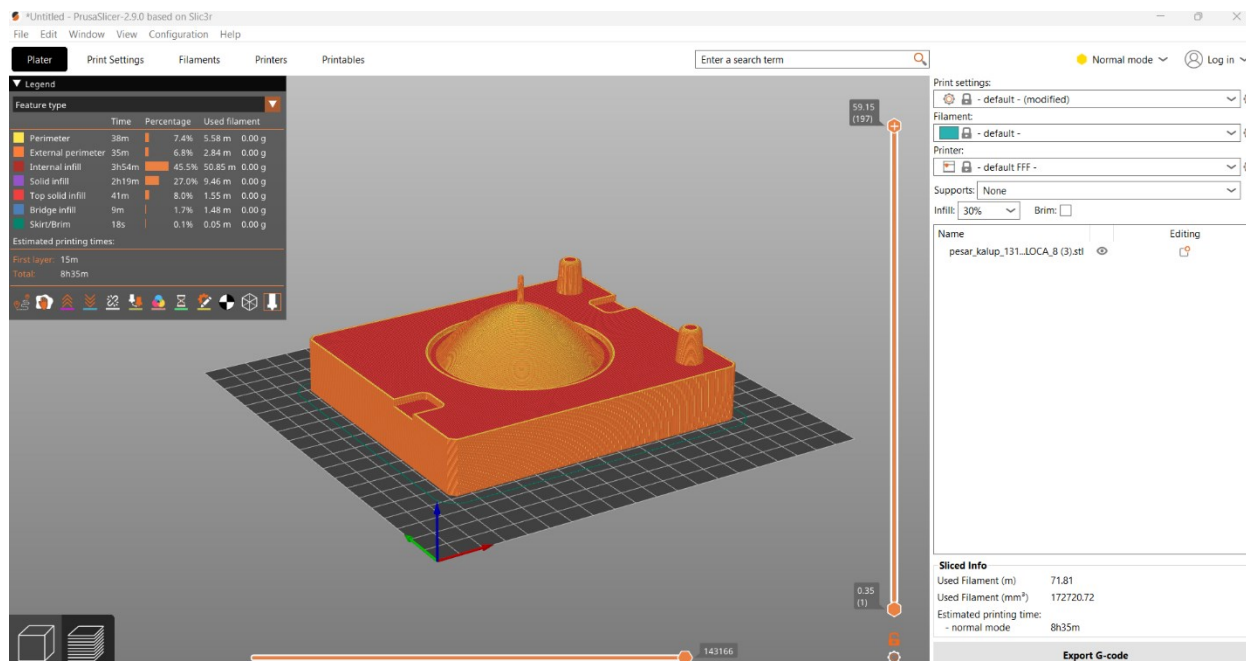 *Untitled - PrusaSlicer-2.9.0 based on Slic3r
File Edit Window View Configuration Help
Plater Print Settings Filaments Printers Printables Enter a search term Normal mode Log in
Legend
Feature type
Time Percentage Used filament
Perimeter 38m 7.4% 5.58 m 0.00 g
External perimeter 35m 6.8% 2.84 m 0.00 g
Internal infill 3h54m 45.5% 50.85 m 0.00 g
Solid infill 2h19m 27.0% 9.46 m 0.00 g
Top solid infill 41m 8.0% 1.55 m 0.00 g
Bridge infill 9m 1.7% 1.48 m 0.00 g
Skirt/Brim 18s 0.1% 0.05 m 0.00 g
Estimated printing times:
First layer: 15m
Total: 8h35m
59.15
(197)
0.35
(1)
143166
Print settings:
- default - (modified)
Filament:
- default -
Printer:
- default FFF -
Supports: None
Infill: 30% Brim:
Name Editing
pesar_kalup_131...LOCA_8 (3).stl
Sliced Info
Used Filament (m) 71.81
Used Filament (mm³) 172720.72
Estimated printing time:
- normal mode 8h35m
Export G-code